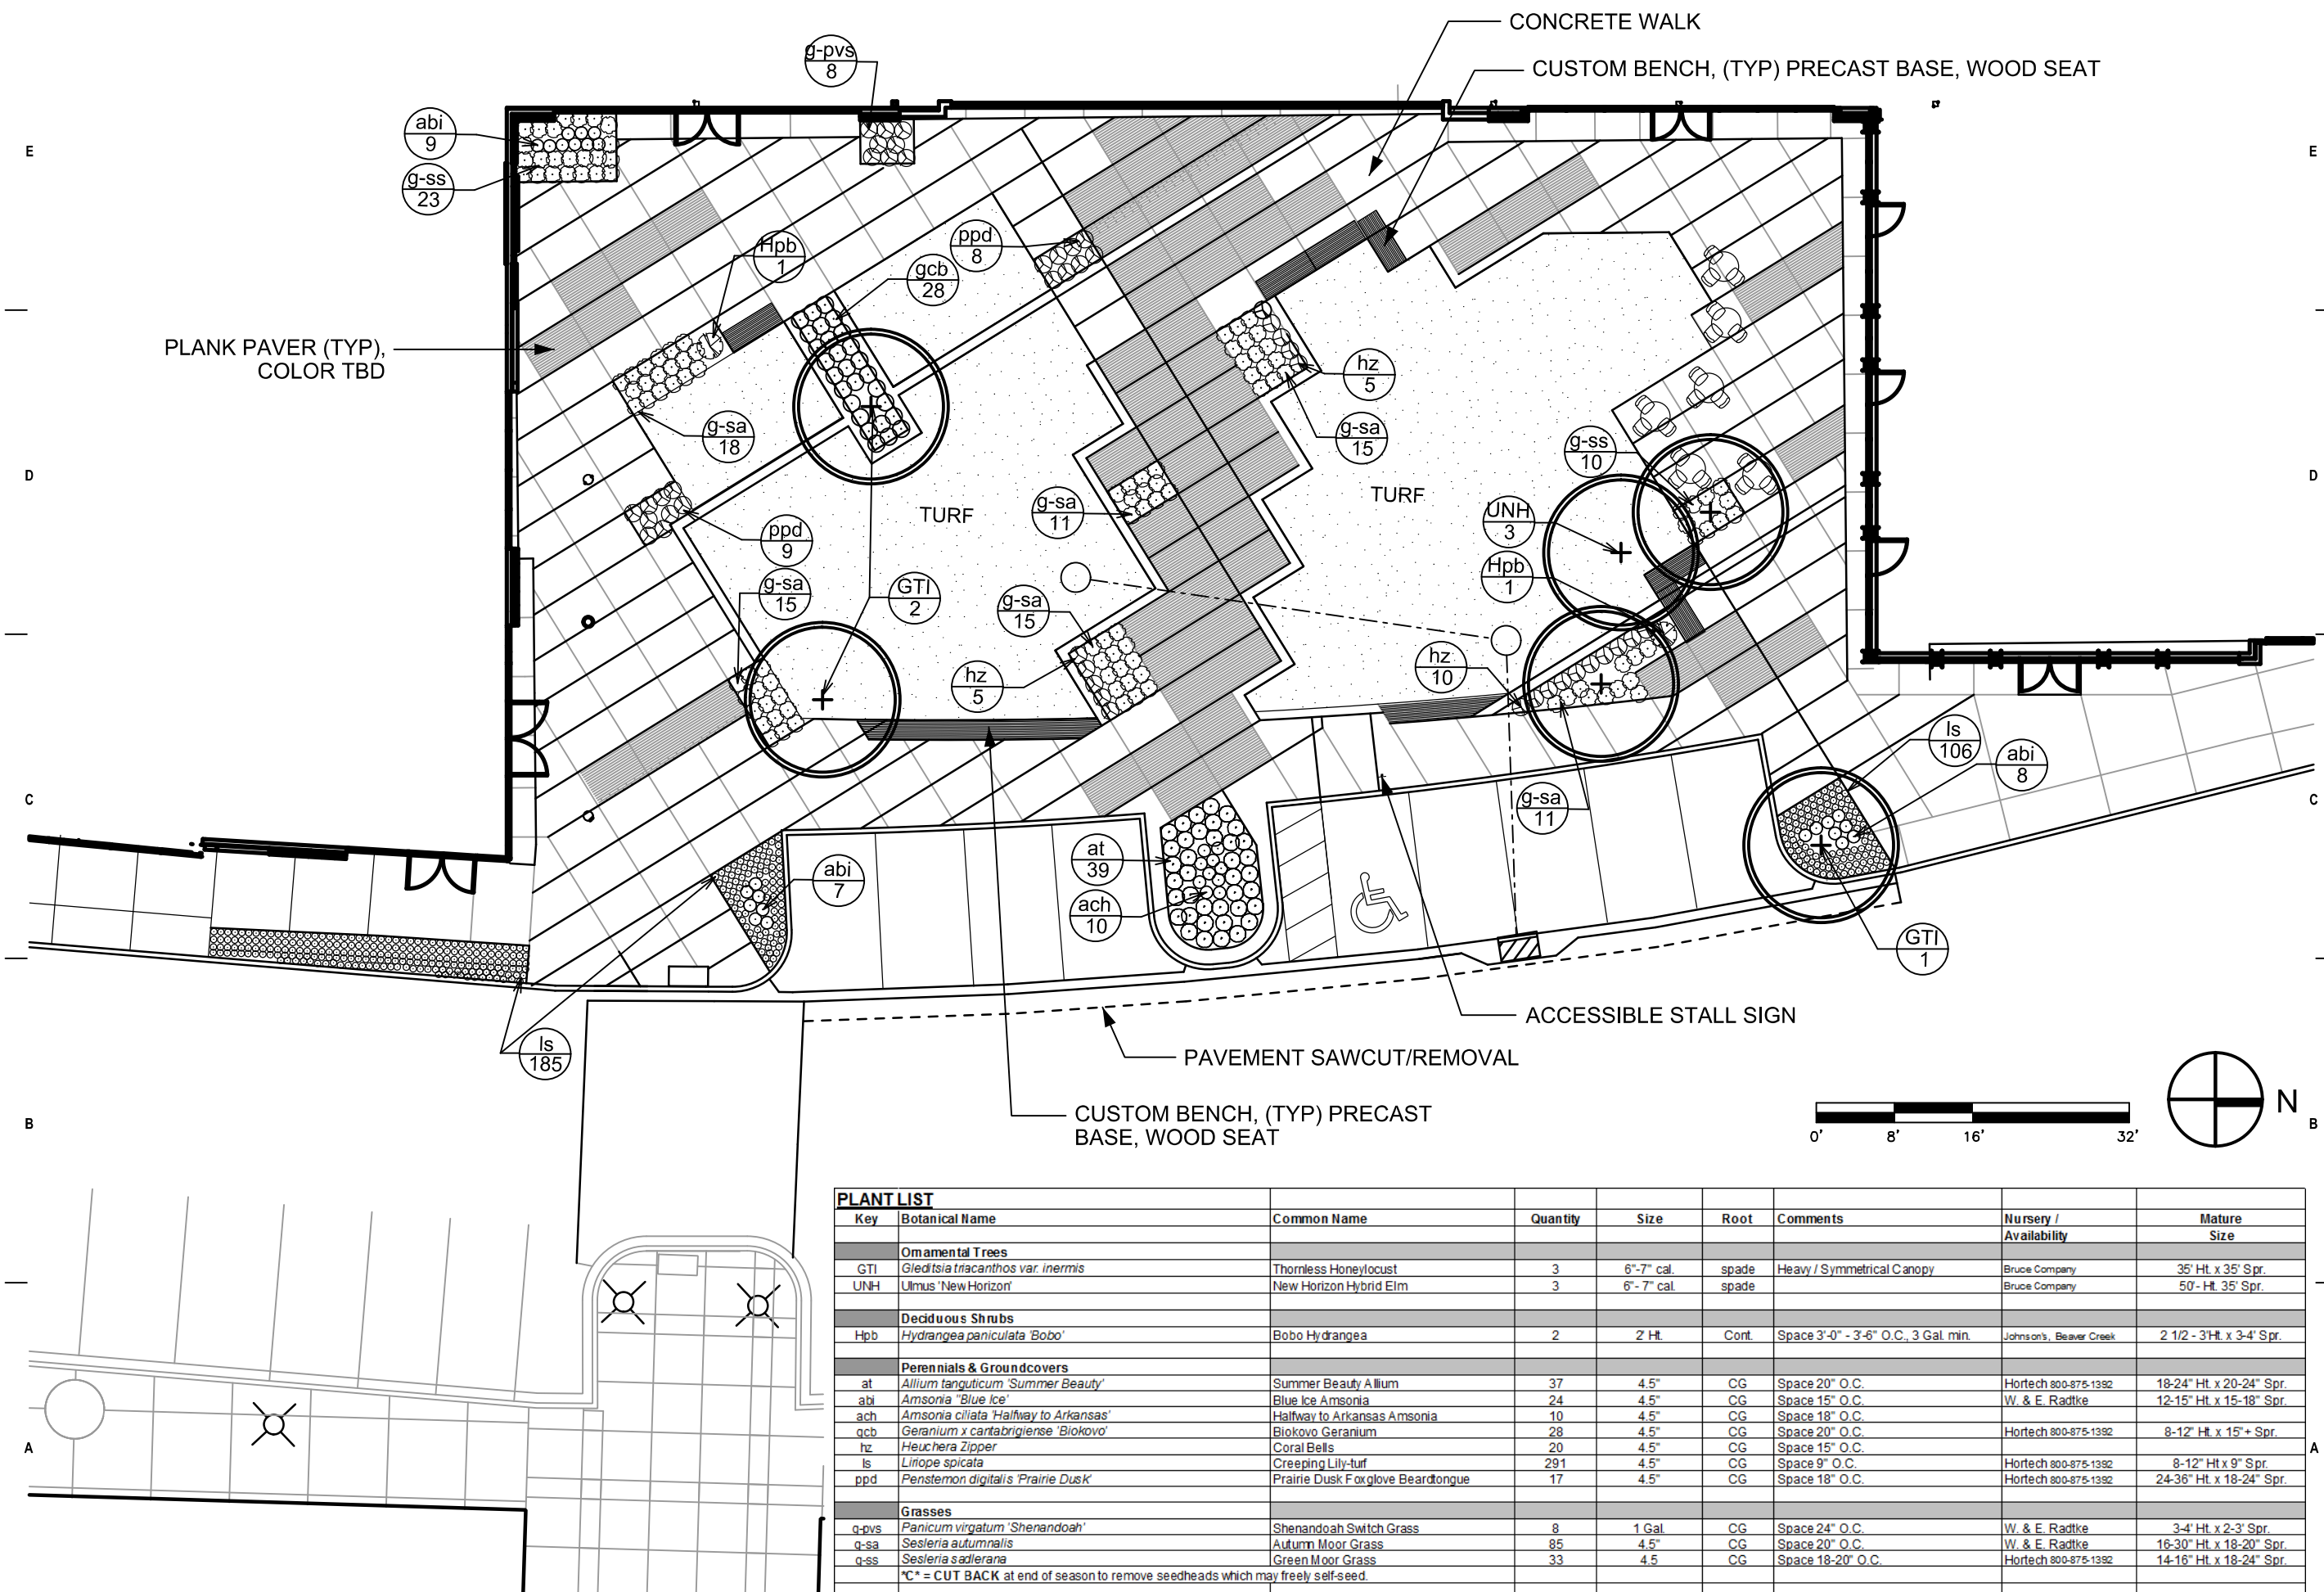 CONCRETE WALK
CUSTOM BENCH, (TYP) PRECAST BASE, WOOD SEAT
g-pvs
8
abi
9
g-ss
23
E
E
Hpb
1
ppd
8
gcb
28
PLANK PAVER (TYP),
COLOR TBD
hz
5
g-sa
18
g-sa
15
g-ss
10
D
D
TURF
TURF
g-sa
11
UNH
3
ppd
9
Hpb
1
g-sa
15
GTI
2
g-sa
15
hz
5
hz
10
ls
106
abi
8
C
C
g-sa
11
at
39
abi
7
ach
10
GTI
1
ls
185
ACCESSIBLE STALL SIGN
PAVEMENT SAWCUT/REMOVAL
CUSTOM BENCH, (TYP) PRECAST
BASE, WOOD SEAT
N
B
B
0' 8' 16' 32'
PLANT LIST
Key Botanical Name Common Name Quantity Size Root Comments Nursery / Mature
Availability Size
Ornamental Trees
GTI Gleditsia triacanthos var. inermis Thornless Honeylocust 3 6"-7" cal. spade Heavy / Symmetrical Canopy Bruce Company 35' Ht. x 35' Spr.
UNH Ulmus 'New Horizon' New Horizon Hybrid Elm 3 6"- 7" cal. spade Bruce Company 50'- Ht. 35' Spr.
Deciduous Shrubs
Hpb Hydrangea paniculata 'Bobo' Bobo Hydrangea 2 2' Ht. Cont. Space 3'-0" - 3'-6" O.C., 3 Gal. min. Johnson's, Beaver Creek 2 1/2 - 3'Ht. x 3-4' Spr.
Perennials & Groundcovers
at Allium tanguticum 'Summer Beauty' Summer Beauty Allium 37 4.5" CG Space 20" O.C. Hortech 800-875-1392 18-24" Ht. x 20-24" Spr.
abi Amsonia "Blue Ice' Blue Ice Amsonia 24 4.5" CG Space 15" O.C. W. & E. Radtke 12-15" Ht. x 15-18" Spr.
ach Amsonia ciliata 'Halfway to Arkansas' Halfway to Arkansas Amsonia 10 4.5" CG Space 18" O.C.
gcb Geranium x cantabrigiense 'Biokovo' Biokovo Geranium 28 4.5" CG Space 20" O.C. Hortech 800-875-1392 8-12" Ht. x 15"+ Spr.
A
A
hz Heuchera Zipper Coral Bells 20 4.5" CG Space 15" O.C.
ls Liriope spicata Creeping Lily-turf 291 4.5" CG Space 9" O.C. Hortech 800-875-1392 8-12" Ht x 9" Spr.
ppd Penstemon digitalis 'Prairie Dusk' Prairie Dusk Foxglove Beardtongue 17 4.5" CG Space 18" O.C. Hortech 800-875-1392 24-36" Ht. x 18-24" Spr.
Grasses
g-pvs Panicum virgatum 'Shenandoah' Shenandoah Switch Grass 8 1 Gal. CG Space 24" O.C. W. & E. Radtke 3-4' Ht. x 2-3' Spr.
g-sa Sesleria autumnalis Autumn Moor Grass 85 4.5" CG Space 20" O.C. W. & E. Radtke 16-30" Ht. x 18-20" Spr.
g-ss Sesleria sadlerana Green Moor Grass 33 4.5 CG Space 18-20" O.C. Hortech 800-875-1392 14-16" Ht. x 18-24" Spr.
*C* = CUT BACK at end of season to remove seedheads which may freely self-seed.